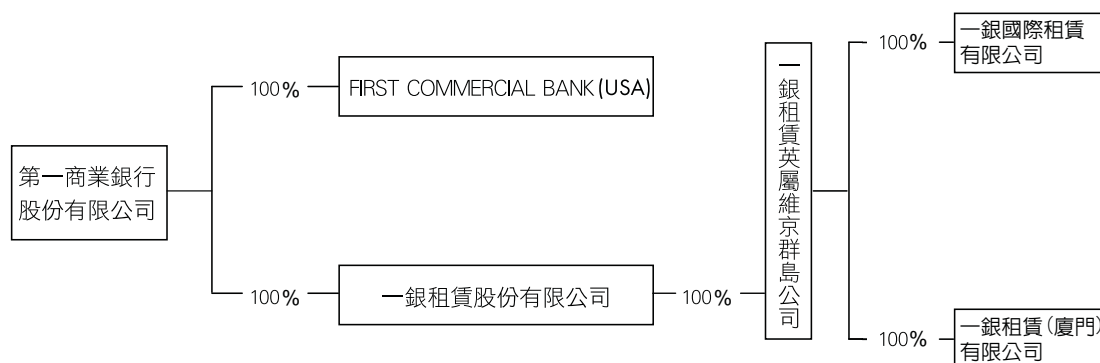 第一商業銀行
股份有限公司
100%
FIRST COMMERCIAL BANK (USA)
100%
一銀租賃股份有限公司
100%
一銀租賃英屬維京群島公司
100%
一銀國際租賃
有限公司
100%
一銀租賃(廈門)
有限公司